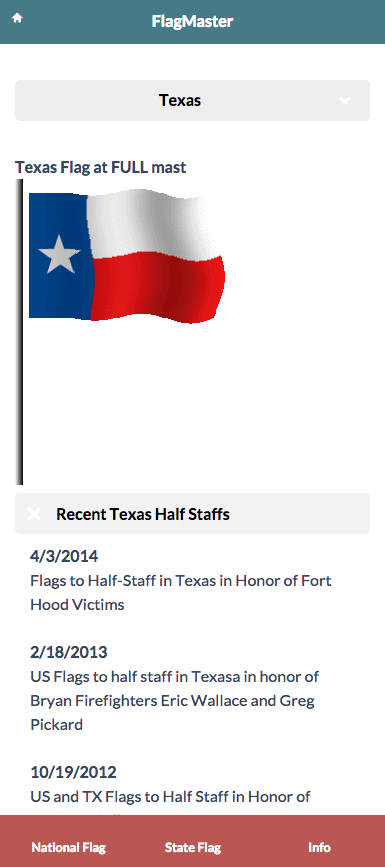 FlagMaster
Texas
Texas Flag at FULL mast
Recent Texas Half Staffs
4/3/2014
Flags to Half-Staff in Texas in Honor of Fort
Hood Victims
2/18/2013
US Flags to half staff in Texasa in honor of
Bryan Firefighters Eric Wallace and Greg
Pickard
10/19/2012
US and TX Flags to Half Staff in Honor of
National Flag State Flag Info